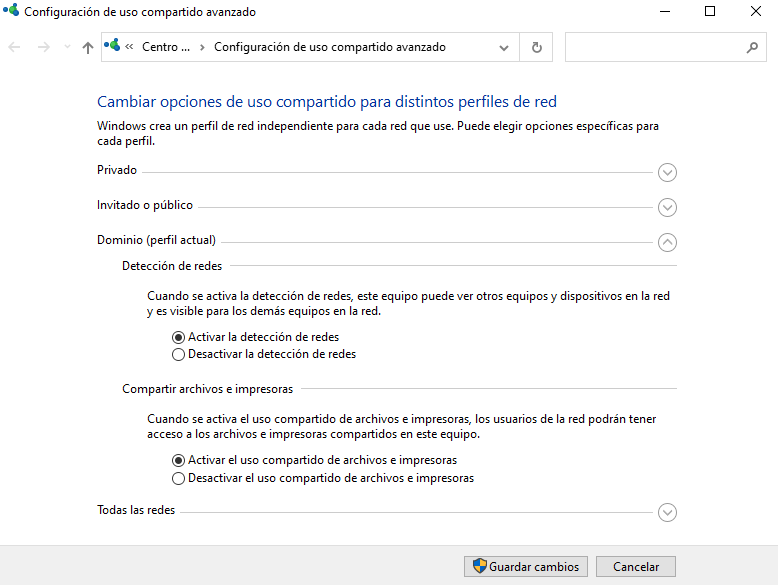 Configuración de uso compartido avanzado
« Centro ... › Configuración de uso compartido avanzado
Cambiar opciones de uso compartido para distintos perfiles de red
Windows crea un perfil de red independiente para cada red que use. Puede elegir opciones específicas para
cada perfil.
Privado
Invitado o público
Dominio (perfil actual)
Detección de redes
Cuando se activa la detección de redes, este equipo puede ver otros equipos y dispositivos en la red
y es visible para los demás equipos en la red.
Activar la detección de redes
Desactivar la detección de redes
Compartir archivos e impresoras
Cuando se activa el uso compartido de archivos e impresoras, los usuarios de la red podrán tener
acceso a los archivos e impresoras compartidos en este equipo.
Activar el uso compartido de archivos e impresoras
Desactivar el uso compartido de archivos e impresoras
Todas las redes
Guardar cambios Cancelar